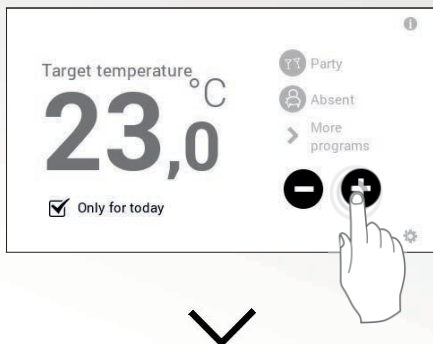 Target temperature
23,0 °C
Only for today
Party
Absent
More
programs